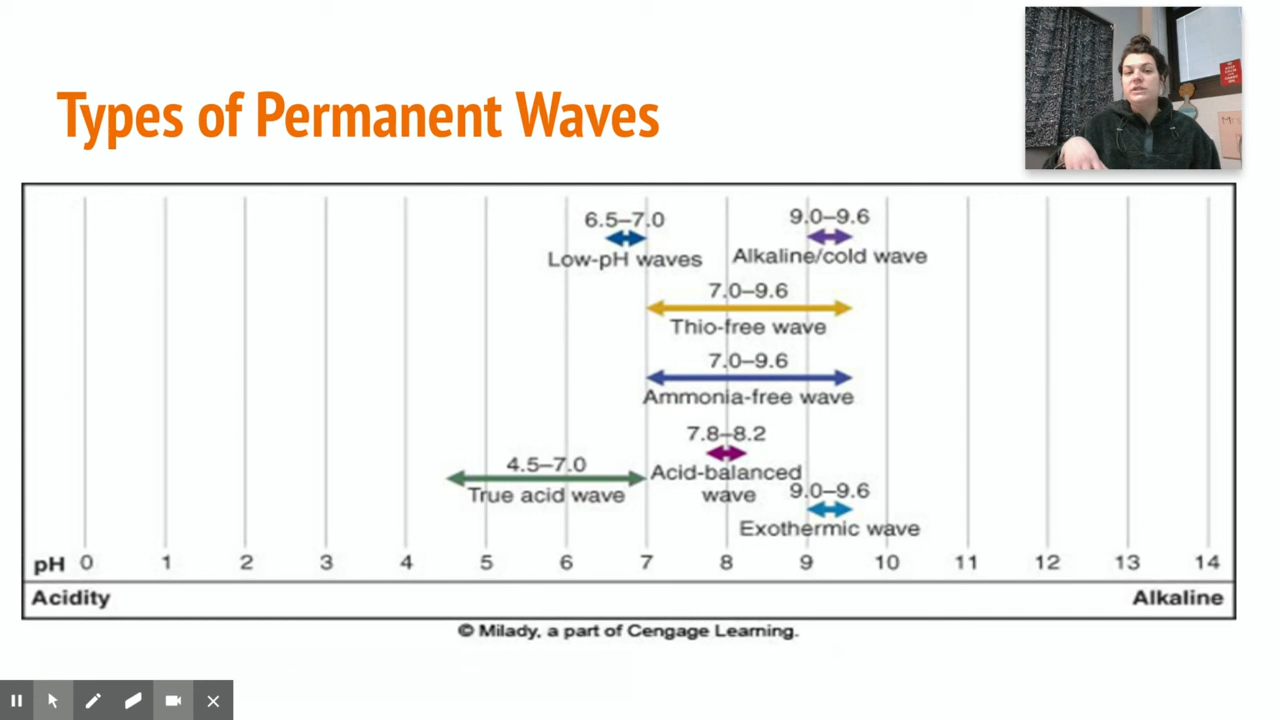 Types of Permanent Waves
6.5–7.0
Low-pH waves
9.0–9.6
Alkaline/cold wave
7.0–9.6
Thio-free wave
7.0–9.6
Ammonia-free wave
7.8–8.2
Acid-balanced
wave
4.5–7.0
True acid wave
9.0–9.6
Exothermic wave
pH 0 1 2 3 4 5 6 7 8 9 10 11 12 13 14
Acidity Alkaline
© Milady, a part of Cengage Learning.